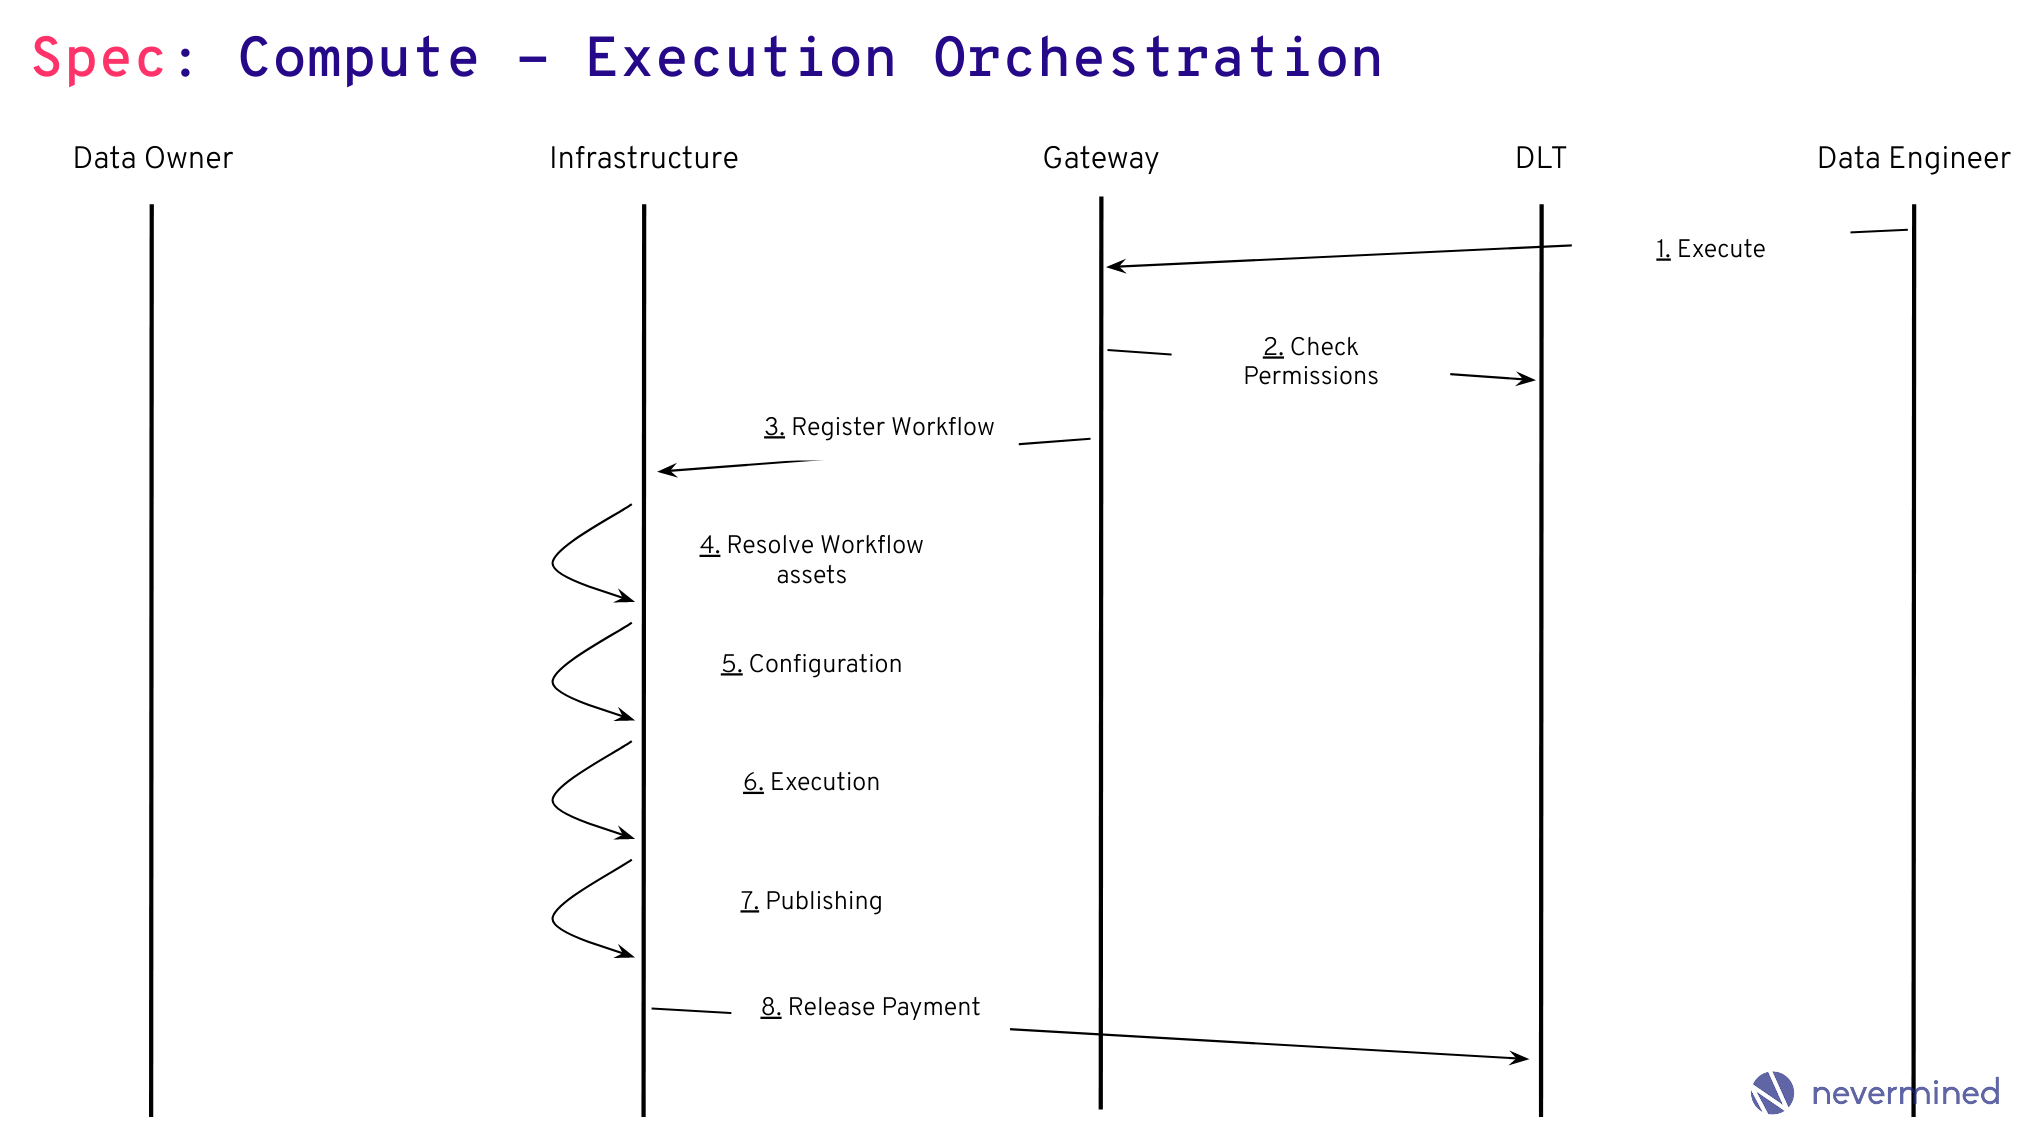 Spec: Compute - Execution Orchestration
Data Owner
Infrastructure
Gateway
DLT
Data Engineer
1. Execute
2. Check
Permissions
3. Register Workflow
4. Resolve Workflow
assets
5. Configuration
6. Execution
7. Publishing
8. Release Payment
nevermined